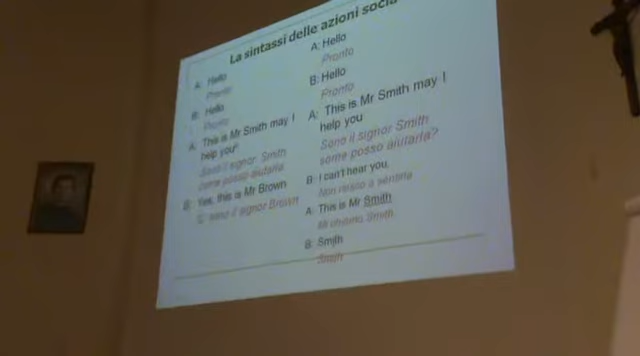 La sintassi delle azioni socia
A: Hello
Pronto
B: Hello
Pronto
A: This is Mr Smith may I
help you
Sono il signor Smith
come posso aiutarla
B: Yes, this is Mr Brown
Si, sono il signor Brown
A: Hello
Pronto
B: Hello
Pronto
A: This is Mr Smith may I
help you
Sono il signor Smith
come posso aiutarla?
B: I can't hear you,
Non riesco a sentirla
A: This is Mr Smith
Mi chiamo Smith
B: Smith
Smith